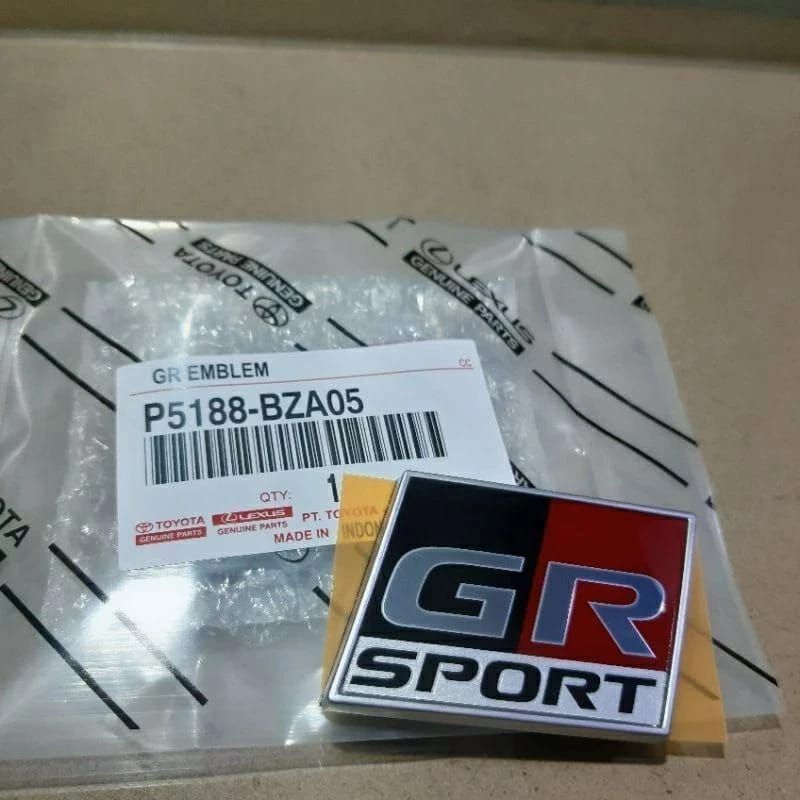 TOYOTA
GENUINE PARTS
LEXUS
GENUINE PARTS
GR EMBLEM
CC
P5188-BZA05
QTY: 1
TOYOTA
GENUINE PARTS
LEXUS
GENUINE PARTS
PT. TOYOTA
MADE IN INDON
GR
SPORT